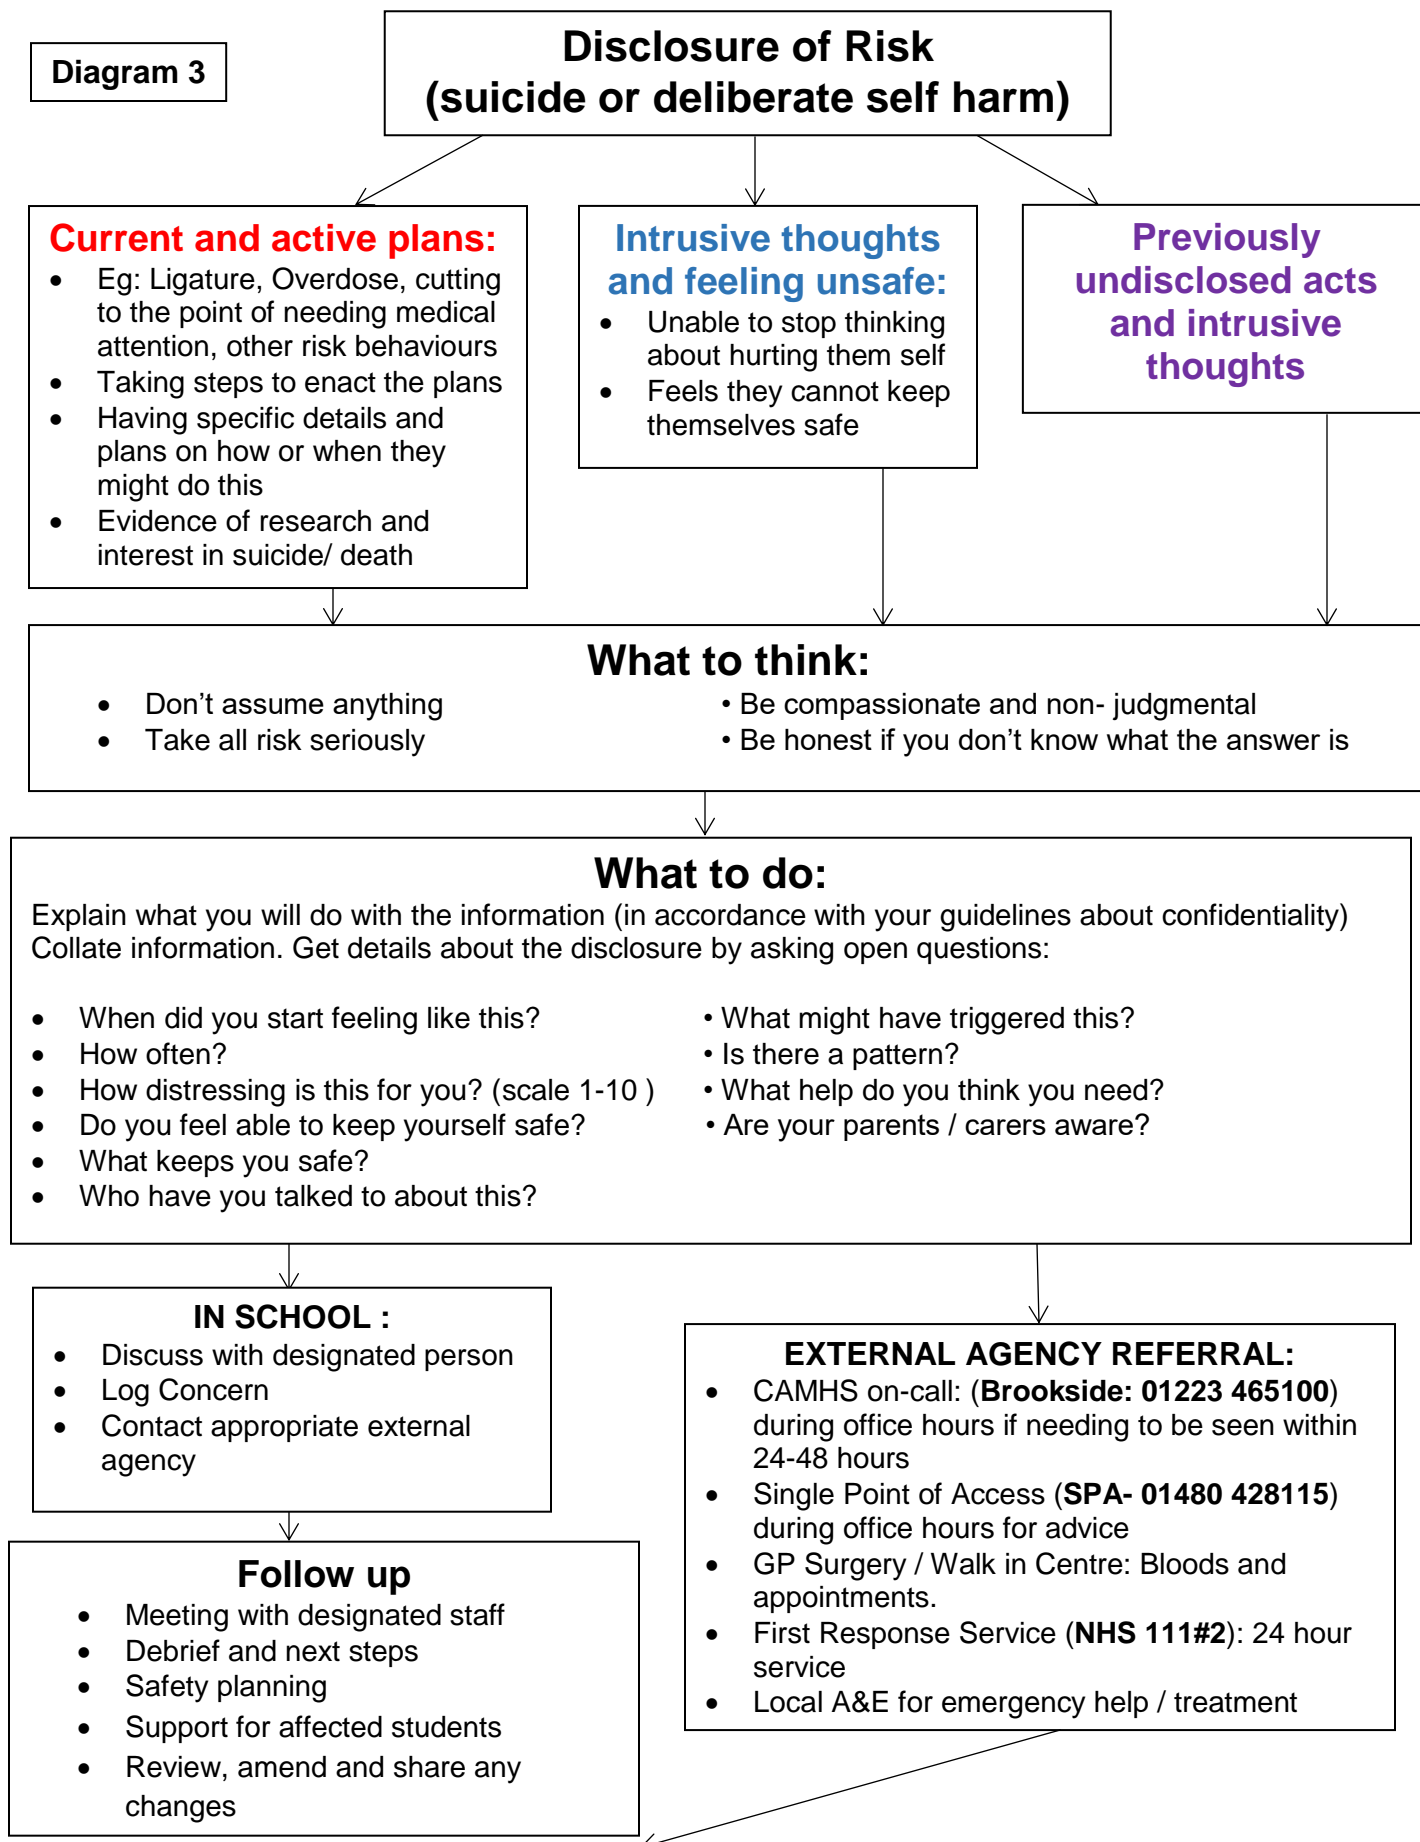 Diagram 3
Disclosure of Risk
(suicide or deliberate self harm)
Current and active plans:
• Eg: Ligature, Overdose, cutting
to the point of needing medical
attention, other risk behaviours
• Taking steps to enact the plans
• Having specific details and
plans on how or when they
might do this
• Evidence of research and
interest in suicide/ death
Intrusive thoughts
and feeling unsafe:
• Unable to stop thinking
about hurting them self
• Feels they cannot keep
themselves safe
Previously
undisclosed acts
and intrusive
thoughts
What to think:
• Don’t assume anything
• Take all risk seriously
• Be compassionate and non- judgmental
• Be honest if you don’t know what the answer is
What to do:
Explain what you will do with the information (in accordance with your guidelines about confidentiality)
Collate information. Get details about the disclosure by asking open questions:
• When did you start feeling like this?
• How often?
• How distressing is this for you? (scale 1-10 )
• Do you feel able to keep yourself safe?
• What keeps you safe?
• Who have you talked to about this?
• What might have triggered this?
• Is there a pattern?
• What help do you think you need?
• Are your parents / carers aware?
IN SCHOOL :
• Discuss with designated person
• Log Concern
• Contact appropriate external
agency
EXTERNAL AGENCY REFERRAL:
• CAMHS on-call: (Brookside: 01223 465100)
during office hours if needing to be seen within
24-48 hours
• Single Point of Access (SPA- 01480 428115)
during office hours for advice
• GP Surgery / Walk in Centre: Bloods and
appointments.
• First Response Service (NHS 111#2): 24 hour
service
• Local A&E for emergency help / treatment
Follow up
• Meeting with designated staff
• Debrief and next steps
• Safety planning
• Support for affected students
• Review, amend and share any
changes